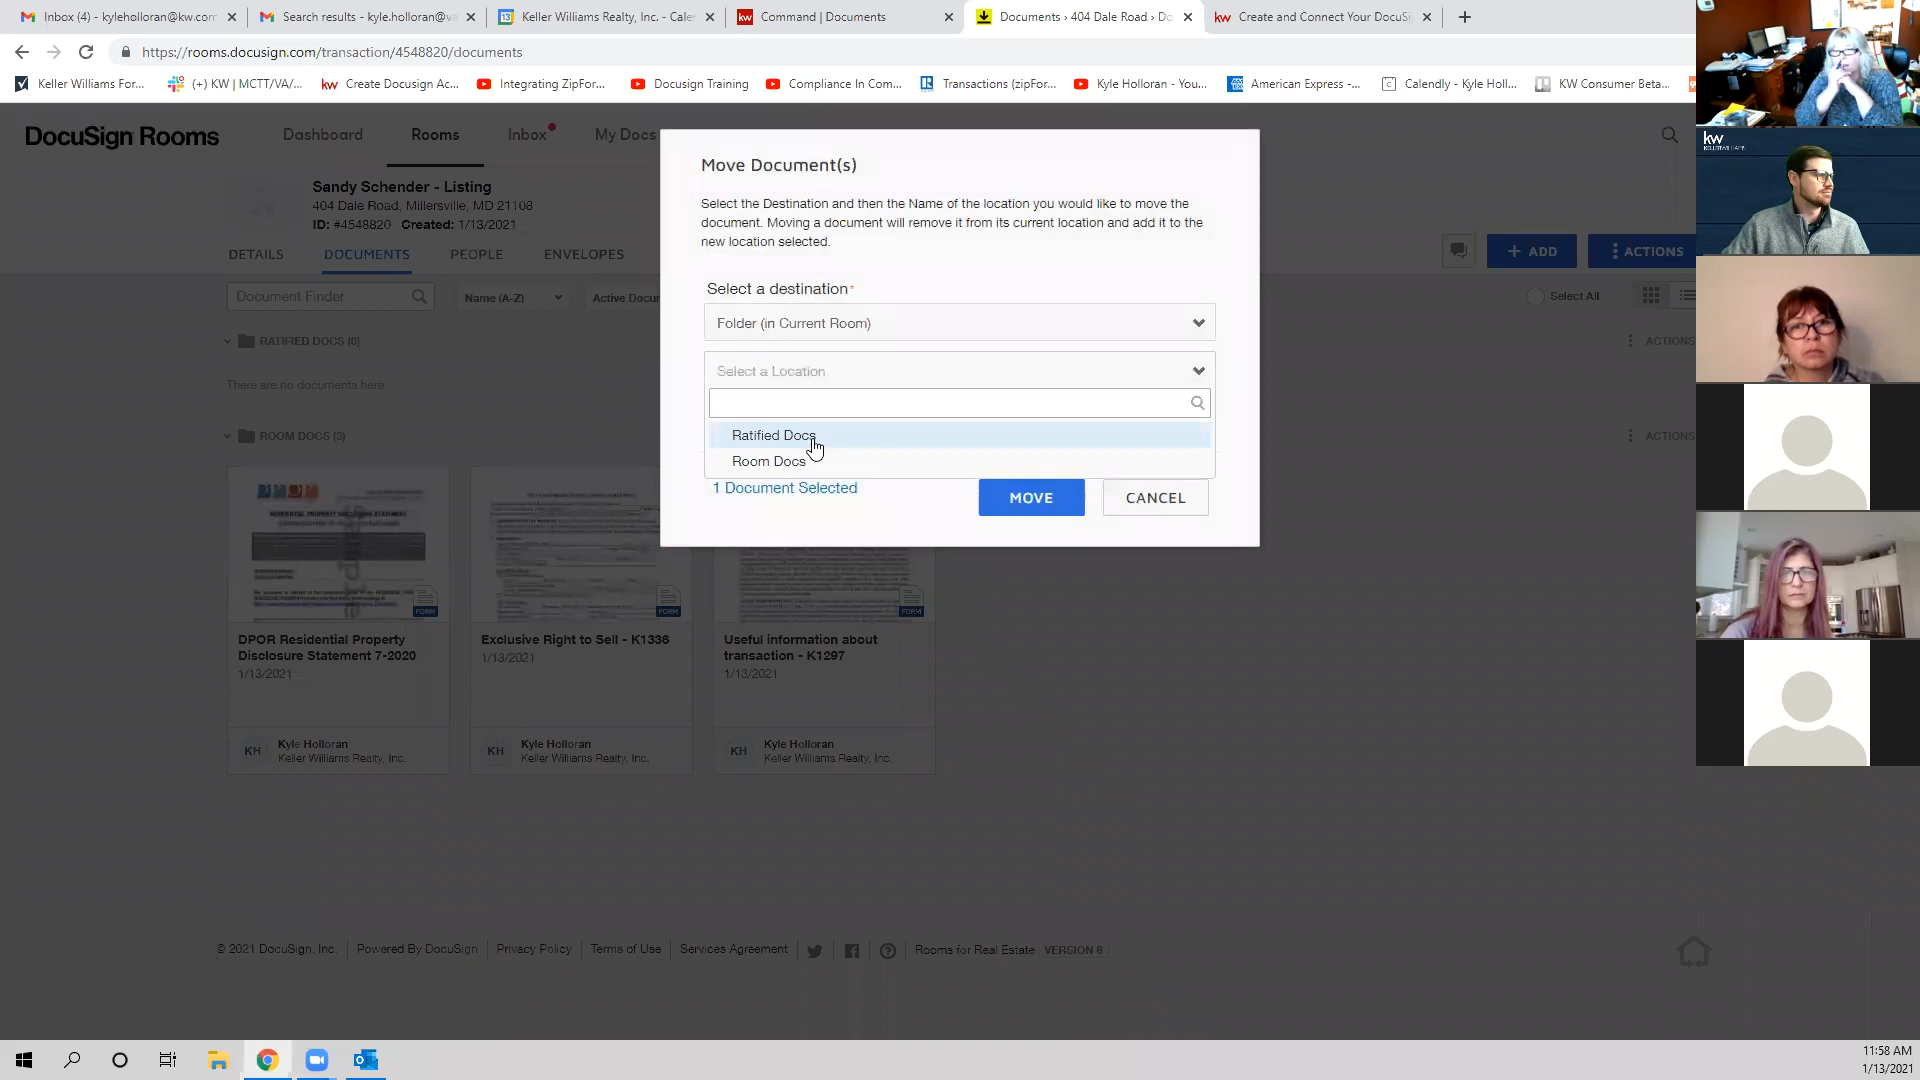 Inbox (4) - kyleholloran@kw.com
Search results - kyle.holloran@va
Keller Williams Realty, Inc. - Cale
kw Command | Documents
Documents › 404 Dale Road › Do
kw Create and Connect Your DocuSi
https://rooms.docusign.com/transaction/4548820/documents
Keller Williams For...
(+) KW | MCTT/VA/...
kw Create Docusign Ac...
Integrating ZipFor...
Docusign Training
Compliance In Com...
Transactions (zipFor...
Kyle Holloran - You...
American Express -...
Calendly - Kyle Holl...
KW Consumer Beta...
DocuSign Rooms
Dashboard
Rooms
Inbox
My Docs
Sandy Schender - Listing
404 Dale Road, Millersville, MD 21108
ID: #4548820 Created: 1/13/2021
DETAILS
DOCUMENTS
PEOPLE
ENVELOPES
+ ADD
ACTIONS
Document Finder
Name (A-Z)
Active Docu
Select All
RATIFIED DOCS (0)
ACTIONS
There are no documents here
ROOM DOCS (3)
ACTIONS
Move Document(s)
Select the Destination and then the Name of the location you would like to move the
document. Moving a document will remove it from its current location and add it to the
new location selected.
Select a destination*
Folder (in Current Room)
Select a Location
Ratified Docs
Room Docs
1 Document Selected
MOVE
CANCEL
FORM
FORM
FORM
DPOR Residential Property
Disclosure Statement 7-2020
1/13/2021
Exclusive Right to Sell - K1336
1/13/2021
Useful information about
transaction - K1297
1/13/2021
KH
Kyle Holloran
Keller Williams Realty, Inc.
KH
Kyle Holloran
Keller Williams Realty, Inc.
KH
Kyle Holloran
Keller Williams Realty, Inc.
© 2021 DocuSign, Inc.
Powered By DocuSign
Privacy Policy
Terms of Use
Services Agreement
Rooms for Real Estate VERSION 6
kw
KELLERWILLIAMS
11:58 AM
1/13/2021